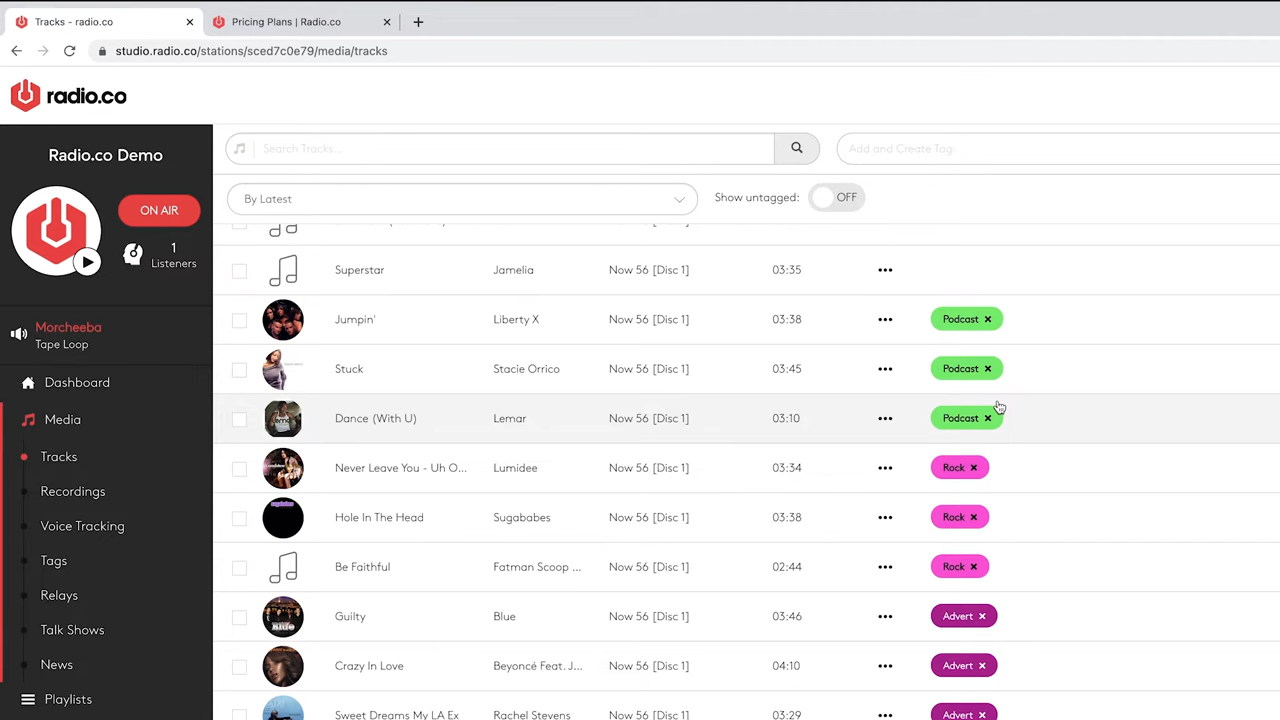 Tracks - radio.co
Pricing Plans | Radio.co
studio.radio.co/stations/sced7c0e79/media/tracks
radio.co
Radio.co Demo
ON AIR
1
Listeners
Morcheeba
Tape Loop
Dashboard
Media
Tracks
Recordings
Voice Tracking
Tags
Relays
Talk Shows
News
Playlists
Search Tracks...
Add and Create Tag
By Latest
Show untagged: OFF
Superstar Jamelia Now 56 [Disc 1] 03:35
Jumpin' Liberty X Now 56 [Disc 1] 03:38 Podcast
Stuck Stacie Orrico Now 56 [Disc 1] 03:45 Podcast
Dance (With U) Lemar Now 56 [Disc 1] 03:10 Podcast
Never Leave You - Uh O... Lumidee Now 56 [Disc 1] 03:34 Rock
Hole In The Head Sugababes Now 56 [Disc 1] 03:38 Rock
Be Faithful Fatman Scoop ... Now 56 [Disc 1] 02:44 Rock
Guilty Blue Now 56 [Disc 1] 03:46 Advert
Crazy In Love Beyoncé Feat. J... Now 56 [Disc 1] 04:10 Advert
Sweet Dreams My LA Ex Rachel Stevens Now 56 [Disc 1] 03:29 Advert